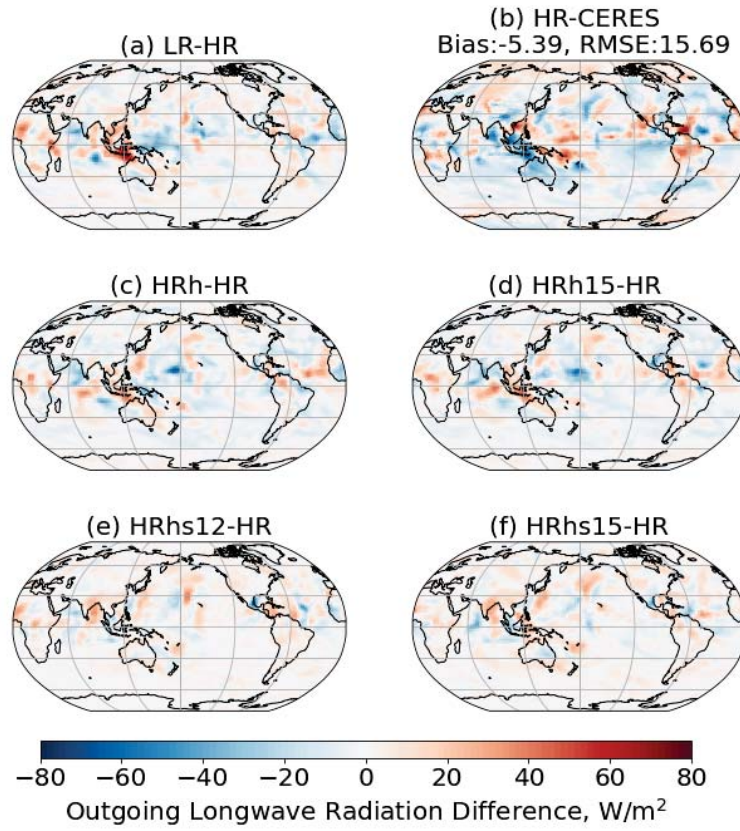 (a) LR-HR
(b) HR-CERES
Bias:-5.39, RMSE:15.69
(c) HRh-HR
(d) HRh15-HR
(e) HRhs12-HR
(f) HRhs15-HR
−80 −60 −40 −20 0 20 40 60 80
Outgoing Longwave Radiation Difference, W/m²